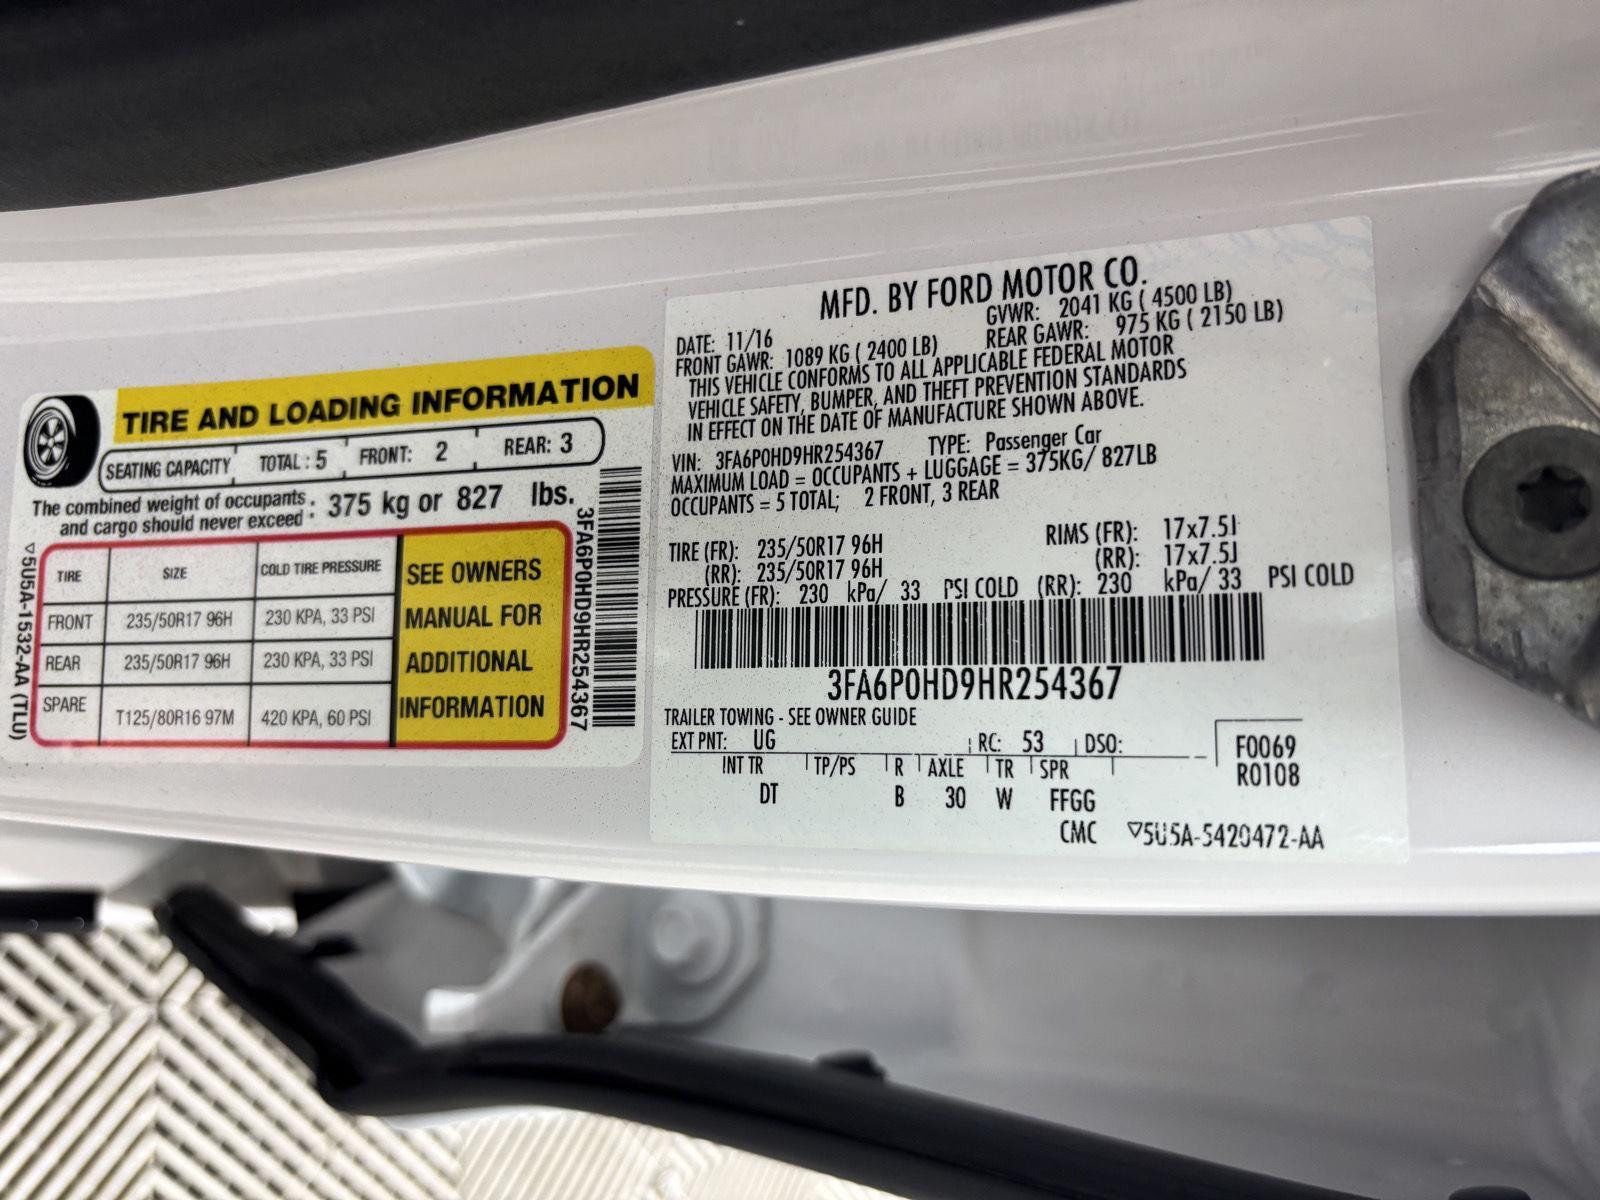 TIRE AND LOADING INFORMATION
SEATING CAPACITY TOTAL : 5 FRONT: 2 REAR: 3
The combined weight of occupants
and cargo should never exceed : 375 kg or 827 lbs.
TIRE SIZE COLD TIRE PRESSURE
FRONT 235/50R17 96H 230 KPA, 33 PSI
REAR 235/50R17 96H 230 KPA, 33 PSI
SPARE T125/80R16 97M 420 KPA, 60 PSI
SEE OWNERS
MANUAL FOR
ADDITIONAL
INFORMATION
▽5U5A-1532-AA (TLU)
3FA6P0HD9HR254367
MFD. BY FORD MOTOR CO.
DATE: 11/16 GVWR: 2041 KG ( 4500 LB)
FRONT GAWR: 1089 KG ( 2400 LB) REAR GAWR: 975 KG ( 2150 LB)
THIS VEHICLE CONFORMS TO ALL APPLICABLE FEDERAL MOTOR
VEHICLE SAFETY, BUMPER, AND THEFT PREVENTION STANDARDS
IN EFFECT ON THE DATE OF MANUFACTURE SHOWN ABOVE.
VIN: 3FA6P0HD9HR254367 TYPE: Passenger Car
MAXIMUM LOAD = OCCUPANTS + LUGGAGE = 375KG/ 827LB
OCCUPANTS = 5 TOTAL; 2 FRONT, 3 REAR
TIRE (FR): 235/50R17 96H RIMS (FR): 17x7.5J
(RR): 235/50R17 96H (RR): 17x7.5J
PRESSURE (FR): 230 kPa/ 33 PSI COLD (RR): 230 kPa/ 33 PSI COLD
3FA6P0HD9HR254367
TRAILER TOWING - SEE OWNER GUIDE
EXT PNT: UG RC: 53 DSO: F0069
R0108
INT TR TP/PS R AXLE TR SPR
DT B 30 W FFGG
CMC ▽5U5A-5420472-AA